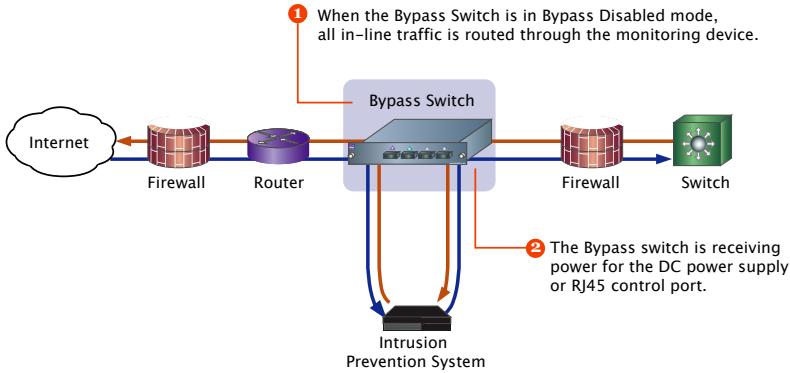 1 When the Bypass Switch is in Bypass Disabled mode,
all in-line traffic is routed through the monitoring device.
Bypass Switch
Internet
Firewall
Router
Firewall
Switch
2 The Bypass switch is receiving
power for the DC power supply
or RJ45 control port.
Intrusion
Prevention System